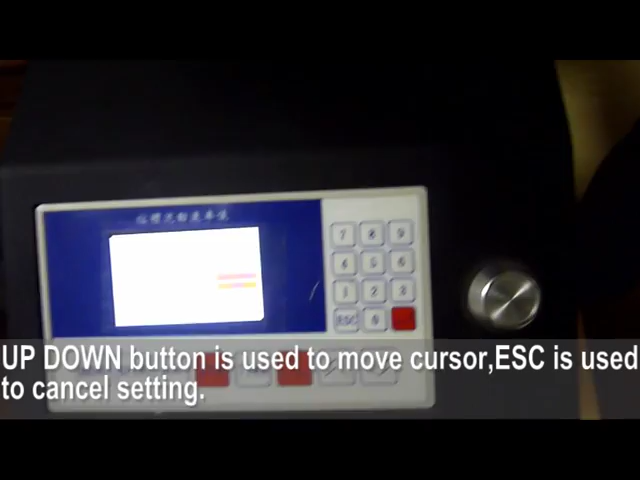 7 8 9
4 5 6
1 2 3
ESC 0
UP DOWN button is used to move cursor,ESC is used
to cancel setting.